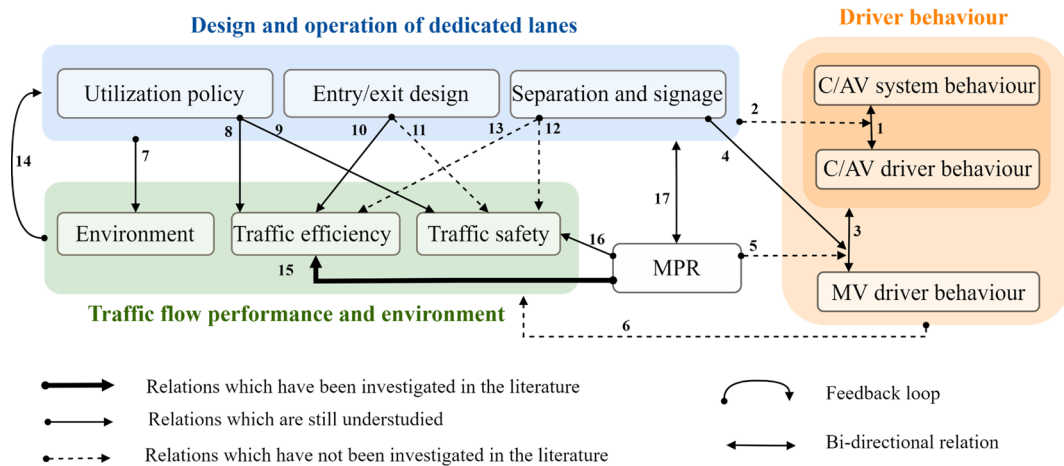 Driver behaviour
Design and operation of dedicated lanes
Utilization policy
Entry/exit design
Separation and signage
C/AV system behaviour
2
1
8
9
10
11
13
12
14
7
4
C/AV driver behaviour
17
3
Environment
Traffic efficiency
Traffic safety
16
5
15
MPR
MV driver behaviour
Traffic flow performance and environment
6
Relations which have been investigated in the literature
Feedback loop
Relations which are still understudied
Bi-directional relation
Relations which have not been investigated in the literature